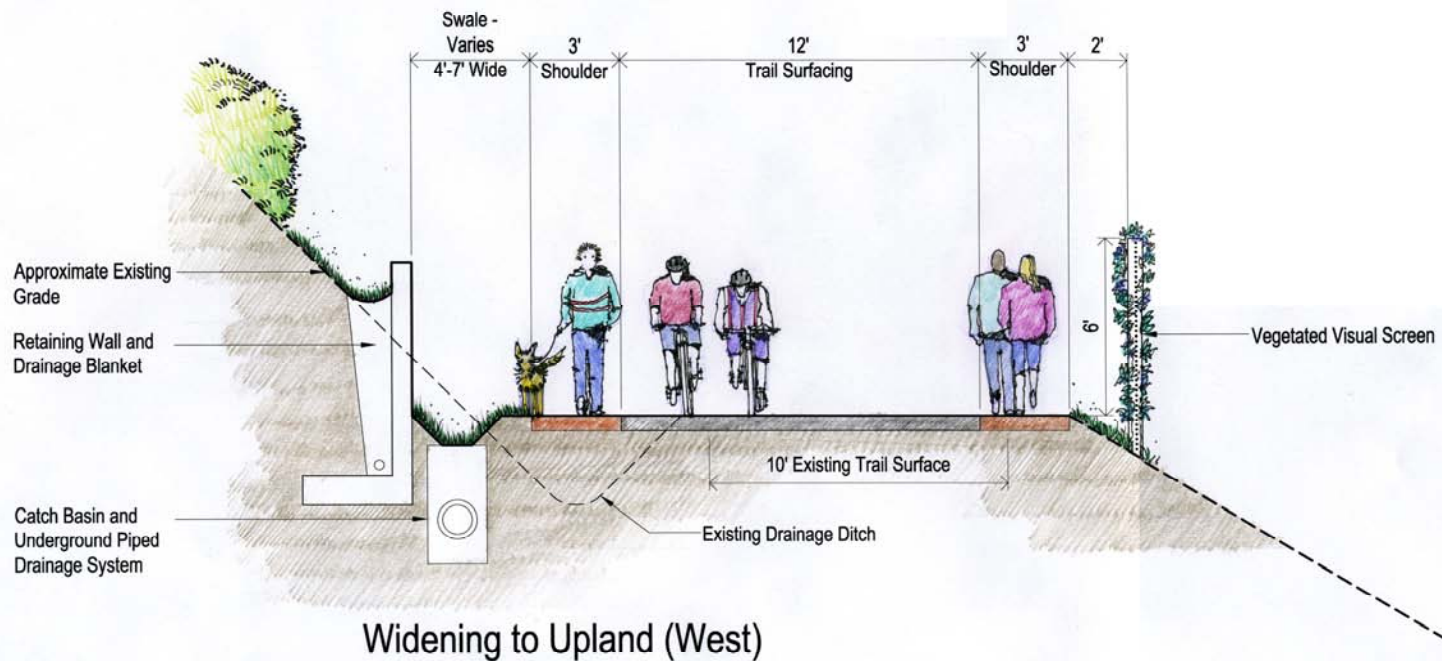 Swale -
Varies
4'-7' Wide
3'
Shoulder
12'
Trail Surfacing
3'
Shoulder
2'
Approximate Existing
Grade
Retaining Wall and
Drainage Blanket
6'
Vegetated Visual Screen
10' Existing Trail Surface
Catch Basin and
Underground Piped
Drainage System
Existing Drainage Ditch
Widening to Upland (West)